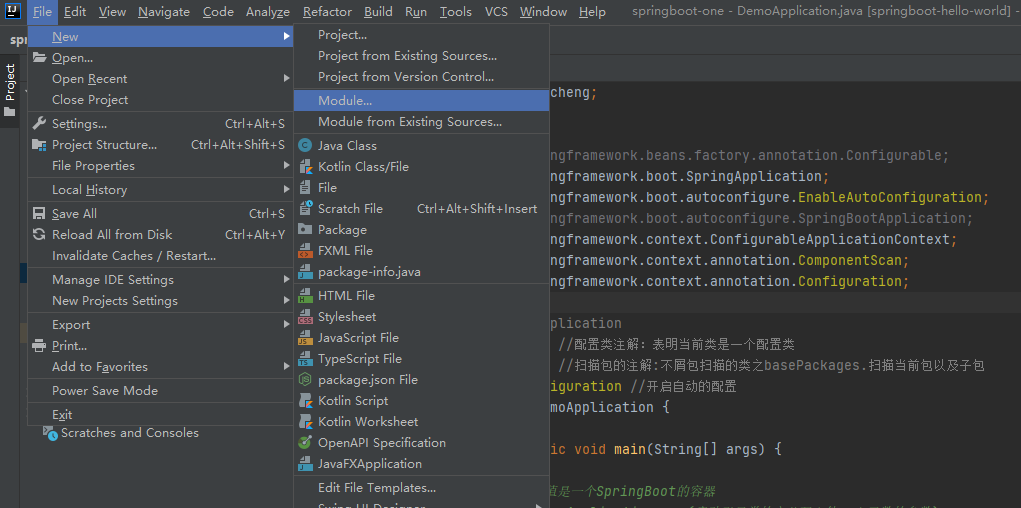 File Edit View Navigate Code Analyze Refactor Build Run Tools VCS Window Help springboot-one - DemoApplication.java [springboot-hello-world] -
Project
New
Open...
Open Recent
Close Project
Settings... Ctrl+Alt+S
Project Structure... Ctrl+Alt+Shift+S
File Properties
Local History
Save All Ctrl+S
Reload All from Disk Ctrl+Alt+Y
Invalidate Caches / Restart...
Manage IDE Settings
New Projects Settings
Export
Print...
Add to Favorites
Power Save Mode
Exit
Scratches and Consoles
Project...
Project from Existing Sources...
Project from Version Control...
Module...
Module from Existing Sources...
Java Class
Kotlin Class/File
File
Scratch File Ctrl+Alt+Shift+Insert
Package
FXML File
package-info.java
HTML File
Stylesheet
JavaScript File
TypeScript File
package.json File
Kotlin Script
Kotlin Worksheet
OpenAPI Specification
JavaFXApplication
Edit File Templates...
cheng;
ngframework.beans.factory.annotation.Configurable;
ngframework.boot.SpringApplication;
ngframework.boot.autoconfigure.EnableAutoConfiguration;
ngframework.boot.autoconfigure.SpringBootApplication;
ngframework.context.ConfigurableApplicationContext;
ngframework.context.annotation.ComponentScan;
ngframework.context.annotation.Configuration;
plication
//配置类注解: 表明当前类是一个配置类
//扫描包的注解:不屑包扫描的类之basePackages.扫描当前包以及子包
figuration //开启自动的配置
moApplication {
ic void main(String[] args) {
值是一个SpringBoot的容器